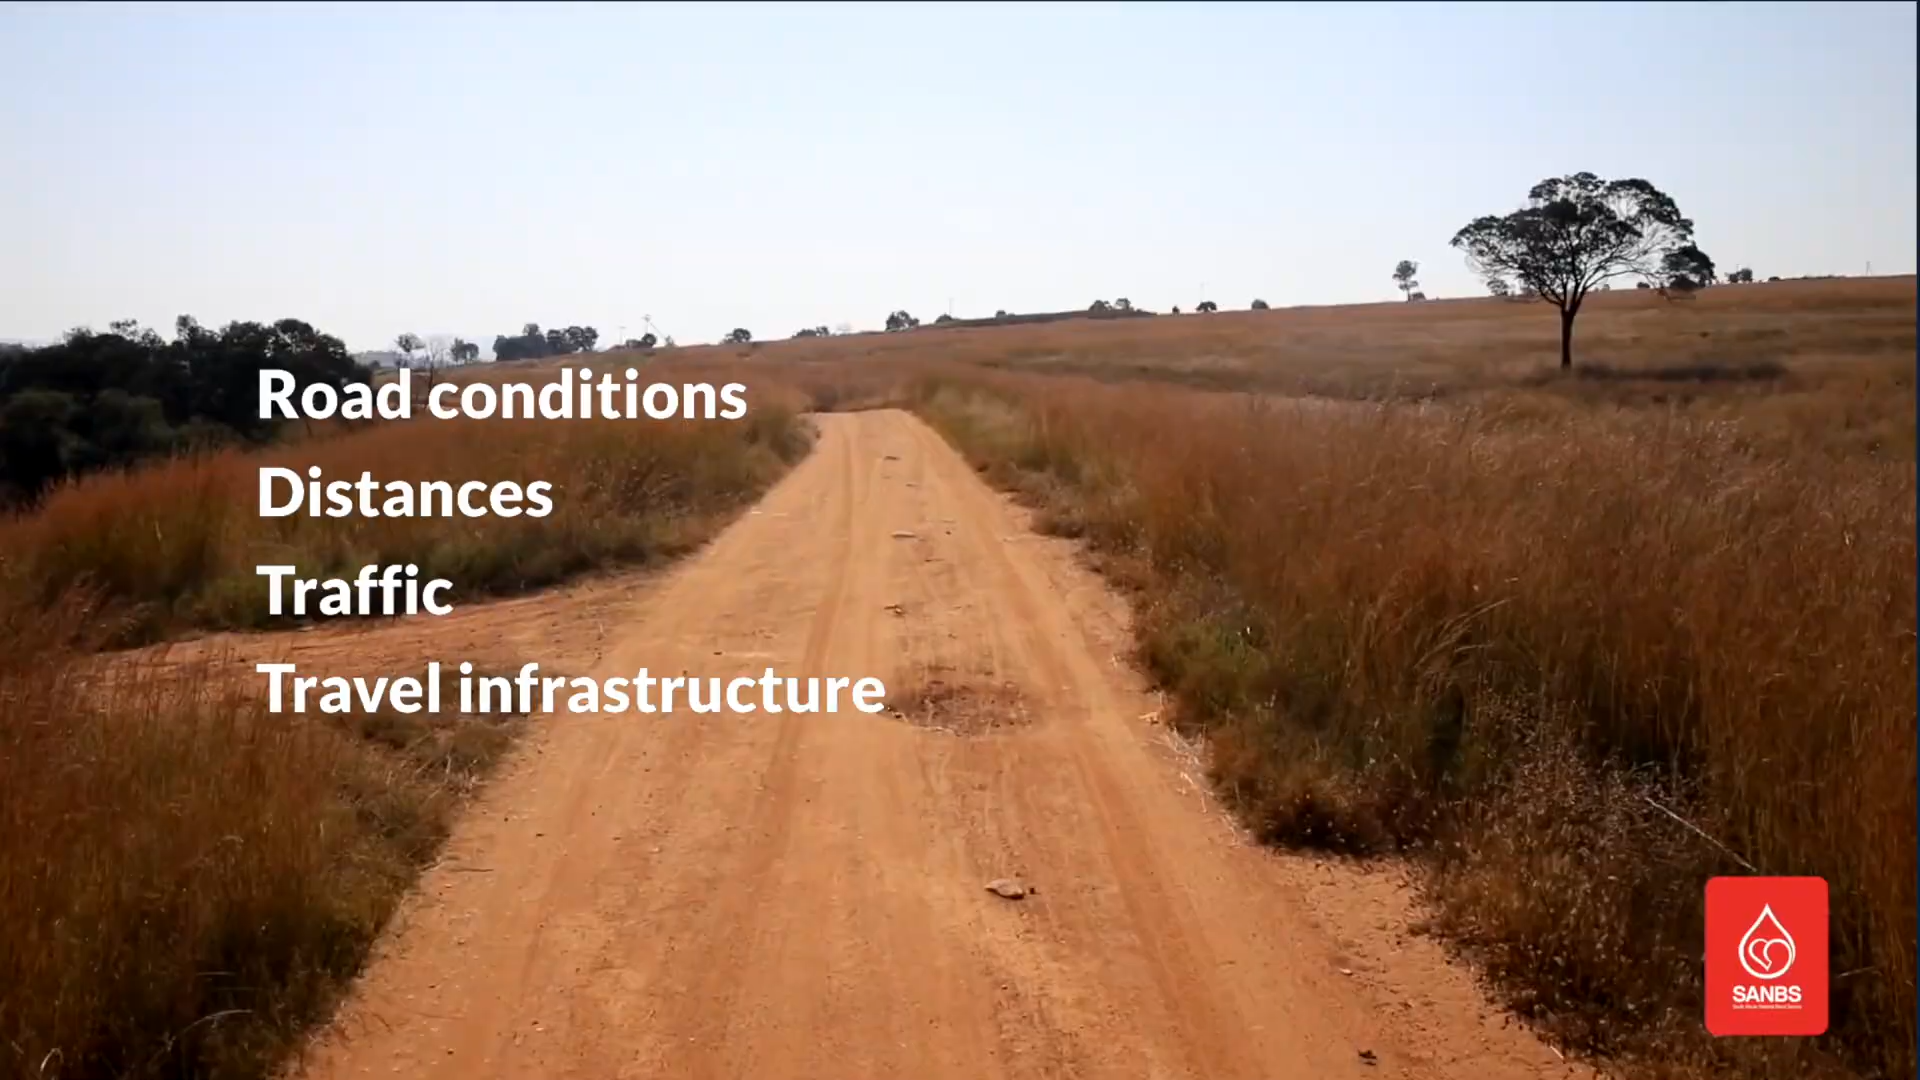 Road conditions
Distances
Traffic
Travel infrastructure
SANBS